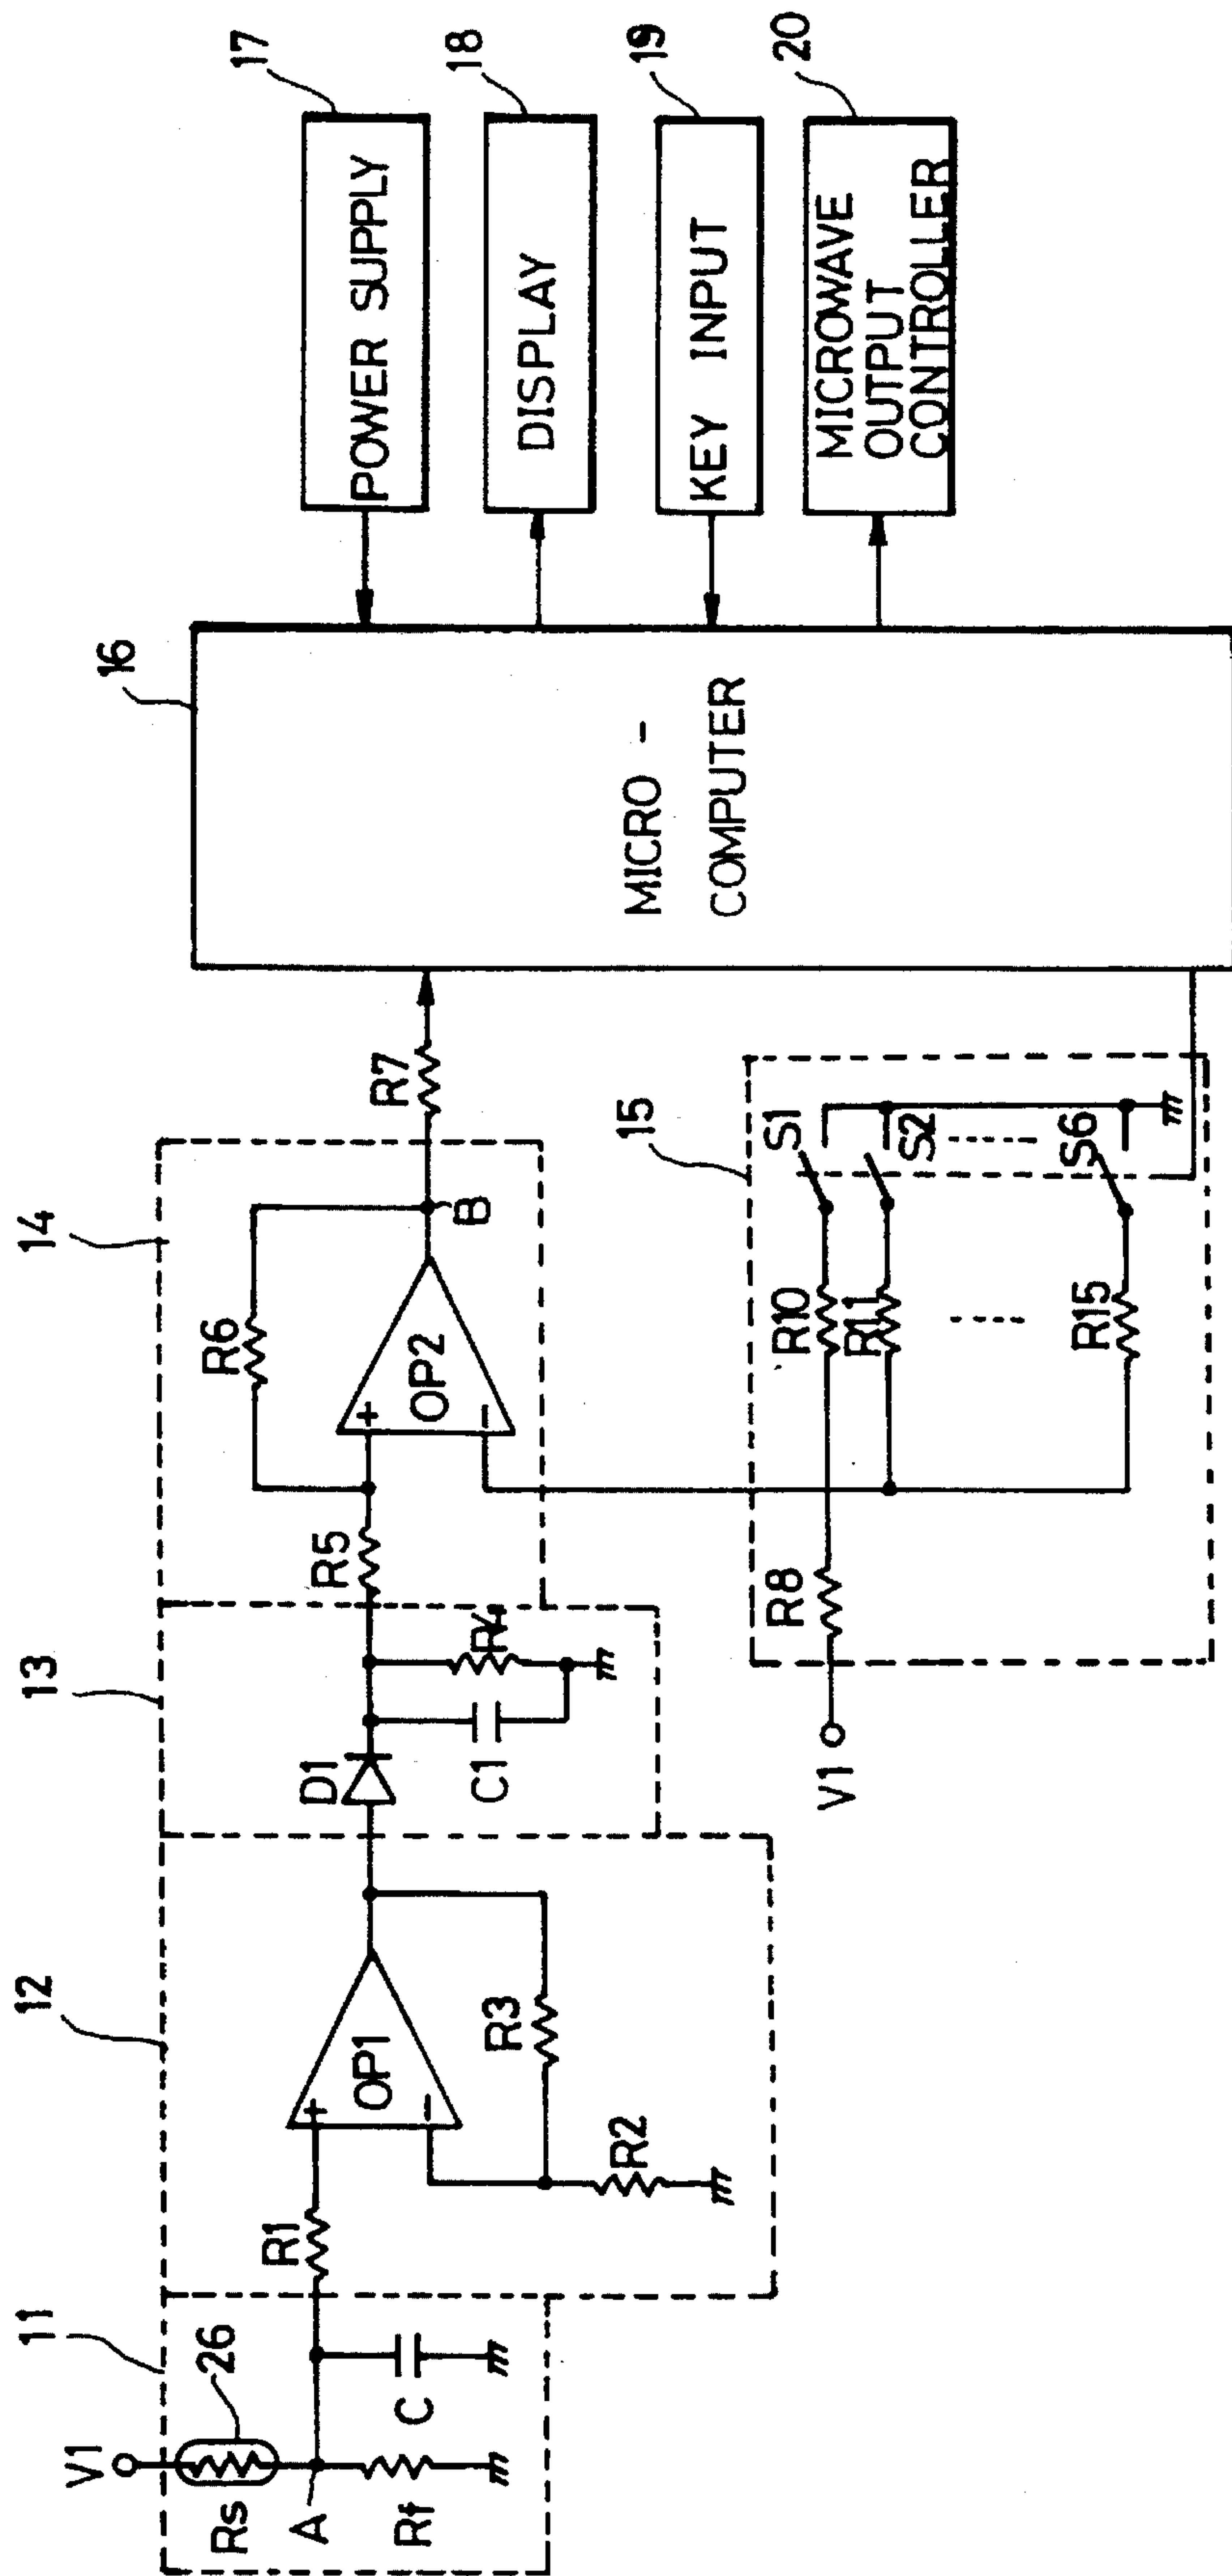 11
12
13
14
15
16
17
18
19
20
26
V1
Rs
A
Rf
C
R1
OP1
+
-
R3
R2
D1
C1
R4
R5
R6
OP2
+
-
B
R7
V1
R8
R10
R11
R15
S1
S2
S6
MICRO -
COMPUTER
POWER SUPPLY
DISPLAY
KEY INPUT
MICROWAVE
OUTPUT
CONTROLLER